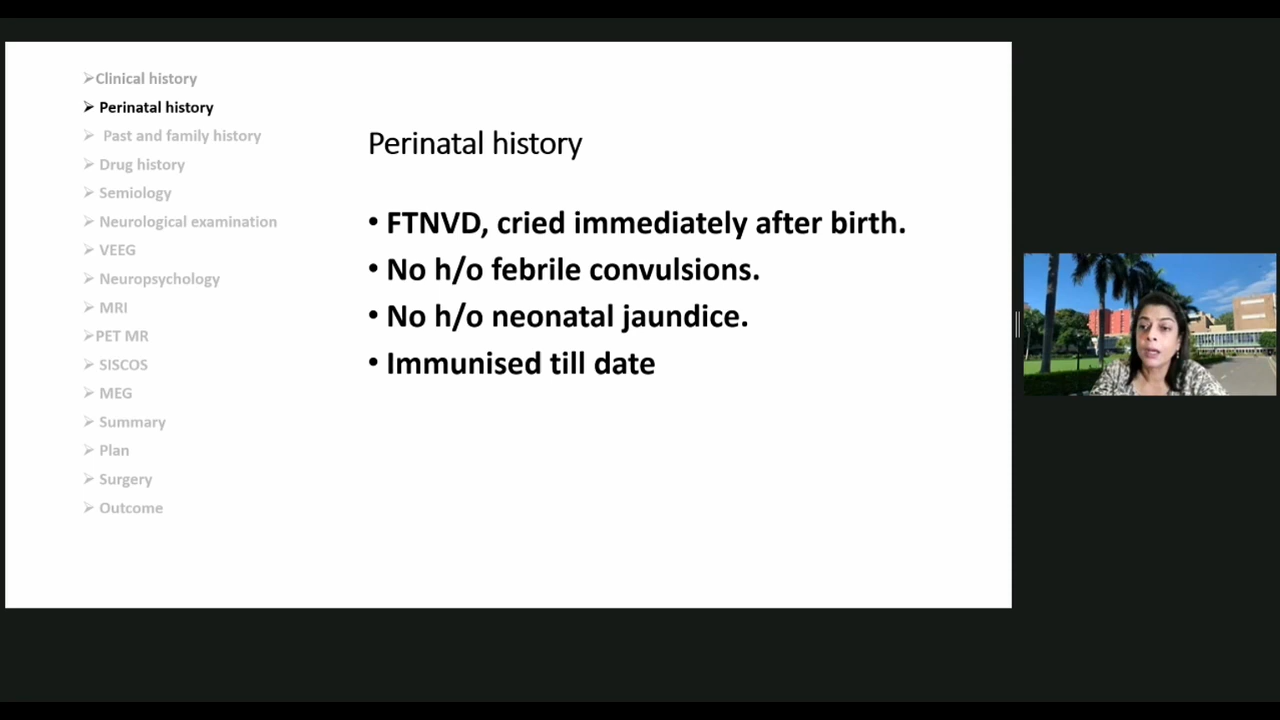 ➢Clinical history
➢ Perinatal history
➢ Past and family history
➢ Drug history
➢ Semiology
➢ Neurological examination
➢ VEEG
➢ Neuropsychology
➢ MRI
➢PET MR
➢ SISCOS
➢ MEG
➢ Summary
➢ Plan
➢ Surgery
➢ Outcome
Perinatal history
• FTNVD, cried immediately after birth.
• No h/o febrile convulsions.
• No h/o neonatal jaundice.
• Immunised till date